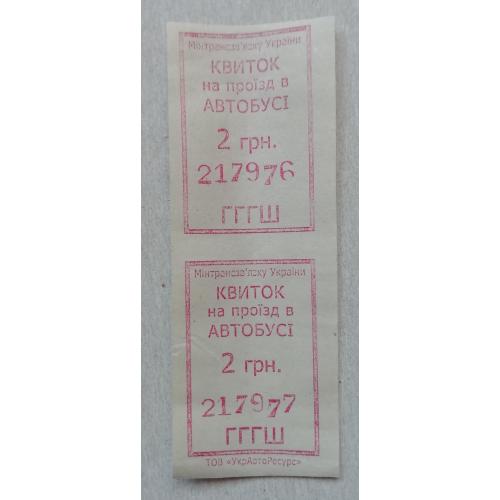 Мінтрансзв'язку України
КВИТОК
на проїзд в
АВТОБУСІ
2 грн.
217976
ГГГШ
Мінтрансзв'язку України
КВИТОК
на проїзд в
АВТОБУСІ
2 грн.
217977
ГГГШ
ТОВ «УкрАвтоРесурс»